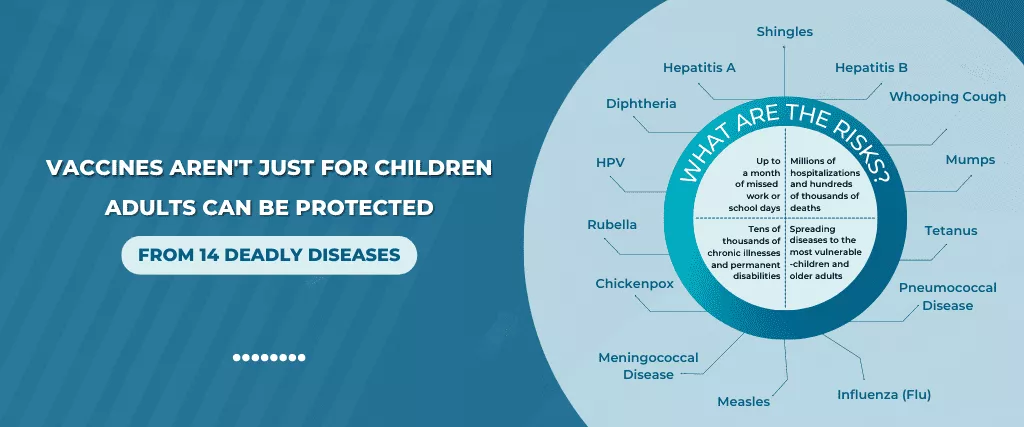 VACCINES AREN'T JUST FOR CHILDREN
ADULTS CAN BE PROTECTED
FROM 14 DEADLY DISEASES
Shingles
Hepatitis A
Hepatitis B
Whooping Cough
Diphtheria
HPV
Mumps
Rubella
Tetanus
Chickenpox
Pneumococcal
Disease
Meningococcal
Disease
Measles
Influenza (Flu)
WHAT ARE THE RISKS?
Up to
a month
of missed
work or
school days
Millions of
hospitalizations
and hundreds
of thousands of
deaths
Tens of
thousands of
chronic illnesses
and permanent
disabilities
Spreading
diseases to the
most vulnerable
-children and
older adults